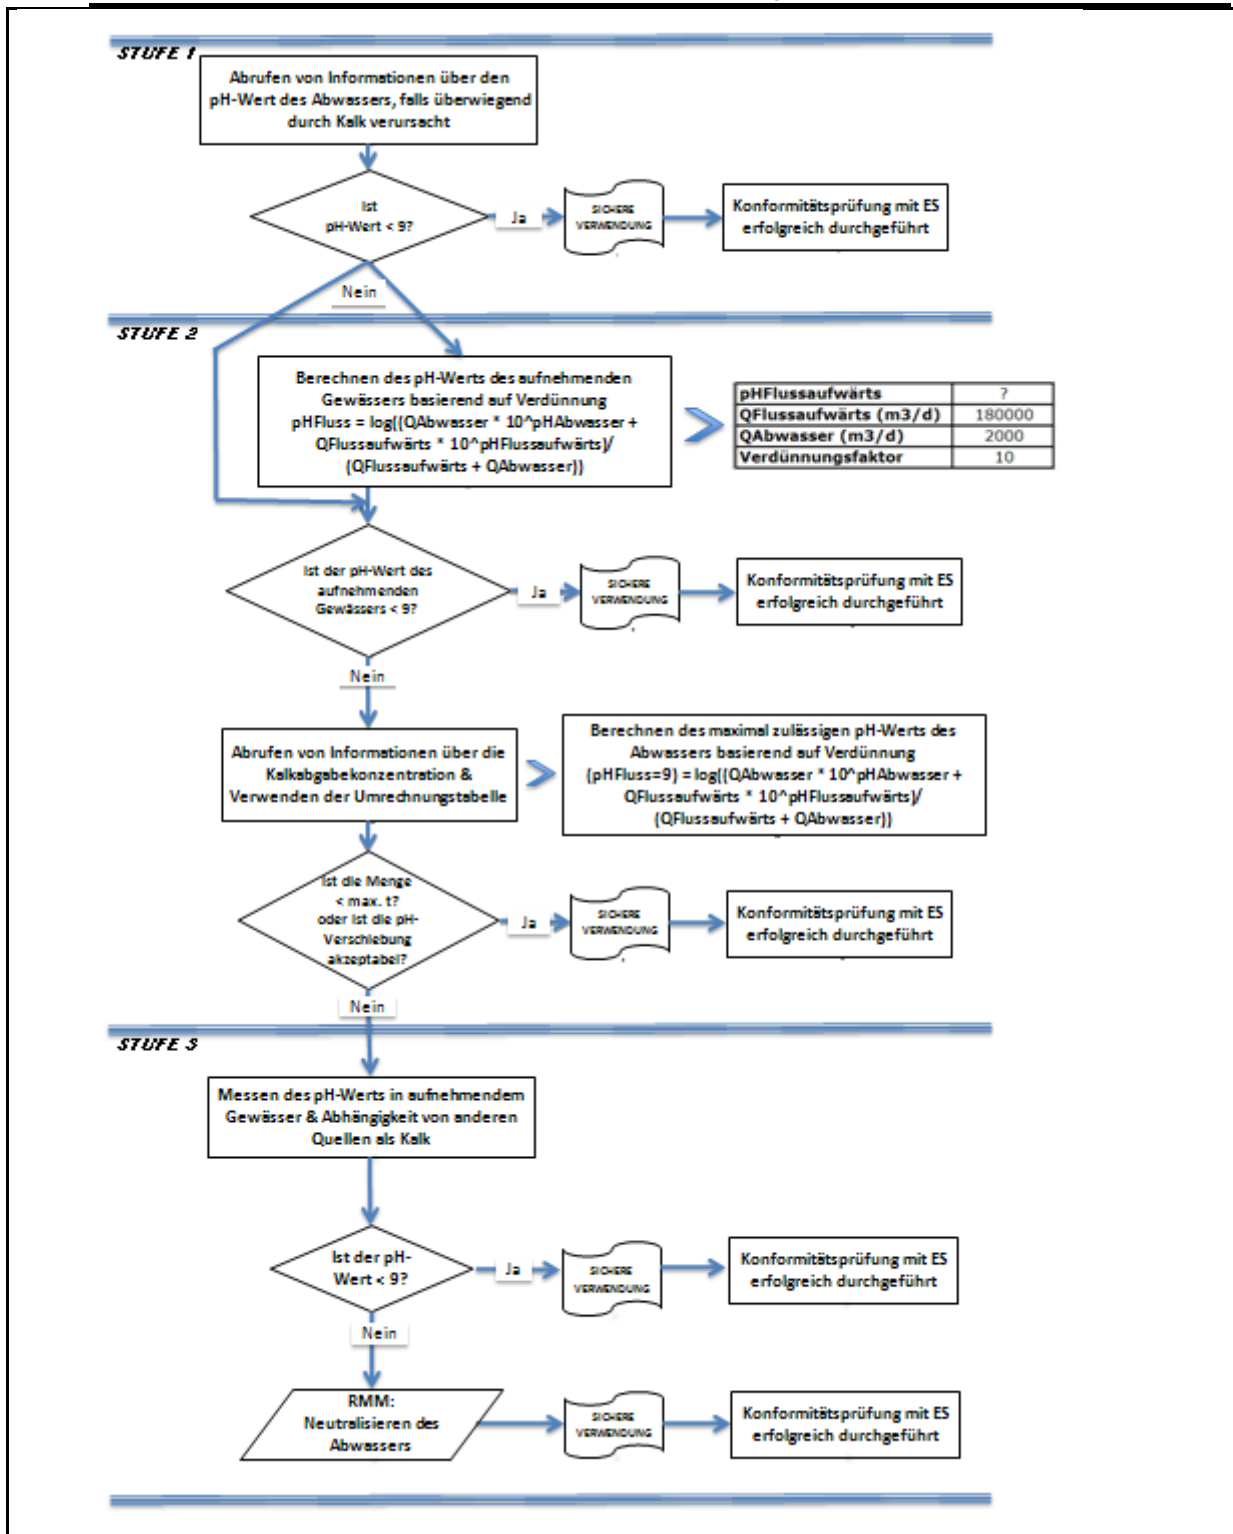 STUFE 1
Abrufen von Informationen über den
pH-Wert des Abwassers, falls überwiegend
durch Kalk verursacht
Ist
pH-Wert < 9?
Ja
SICHERE
VERWENDUNG
Konformitätsprüfung mit ES
erfolgreich durchgeführt
Nein
STUFE 2
Berechnen des pH-Werts des aufnehmenden
Gewässers basierend auf Verdünnung
pHFluss = log((QAbwasser * 10^pHAbwasser +
QFlussaufwärts * 10^pHFlussaufwärts)/
(QFlussaufwärts + QAbwasser))
pHFlussaufwärts ?
QFlussaufwärts (m3/d) 180000
QAbwasser (m3/d) 2000
Verdünnungsfaktor 10
Ist der pH-Wert des
aufnehmenden
Gewässers < 9?
Ja
SICHERE
VERWENDUNG
Konformitätsprüfung mit ES
erfolgreich durchgeführt
Nein
Abrufen von Informationen über die
Kalkabgabekonzentration &
Verwenden der Umrechnungstabelle
Berechnen des maximal zulässigen pH-Werts des
Abwassers basierend auf Verdünnung
(pHFluss=9) = log((QAbwasser * 10^pHAbwasser +
QFlussaufwärts * 10^pHFlussaufwärts)/
(QFlussaufwärts + QAbwasser))
Ist die Menge
< max. t?
oder ist die pH-
Verschiebung
akzeptabel?
Ja
SICHERE
VERWENDUNG
Konformitätsprüfung mit ES
erfolgreich durchgeführt
Nein
STUFE 3
Messen des pH-Werts in aufnehmendem
Gewässer & Abhängigkeit von anderen
Quellen als Kalk
Ist der pH-
Wert < 9?
Ja
SICHERE
VERWENDUNG
Konformitätsprüfung mit ES
erfolgreich durchgeführt
Nein
RMM:
Neutralisieren des
Abwassers
SICHERE
VERWENDUNG
Konformitätsprüfung mit ES
erfolgreich durchgeführt